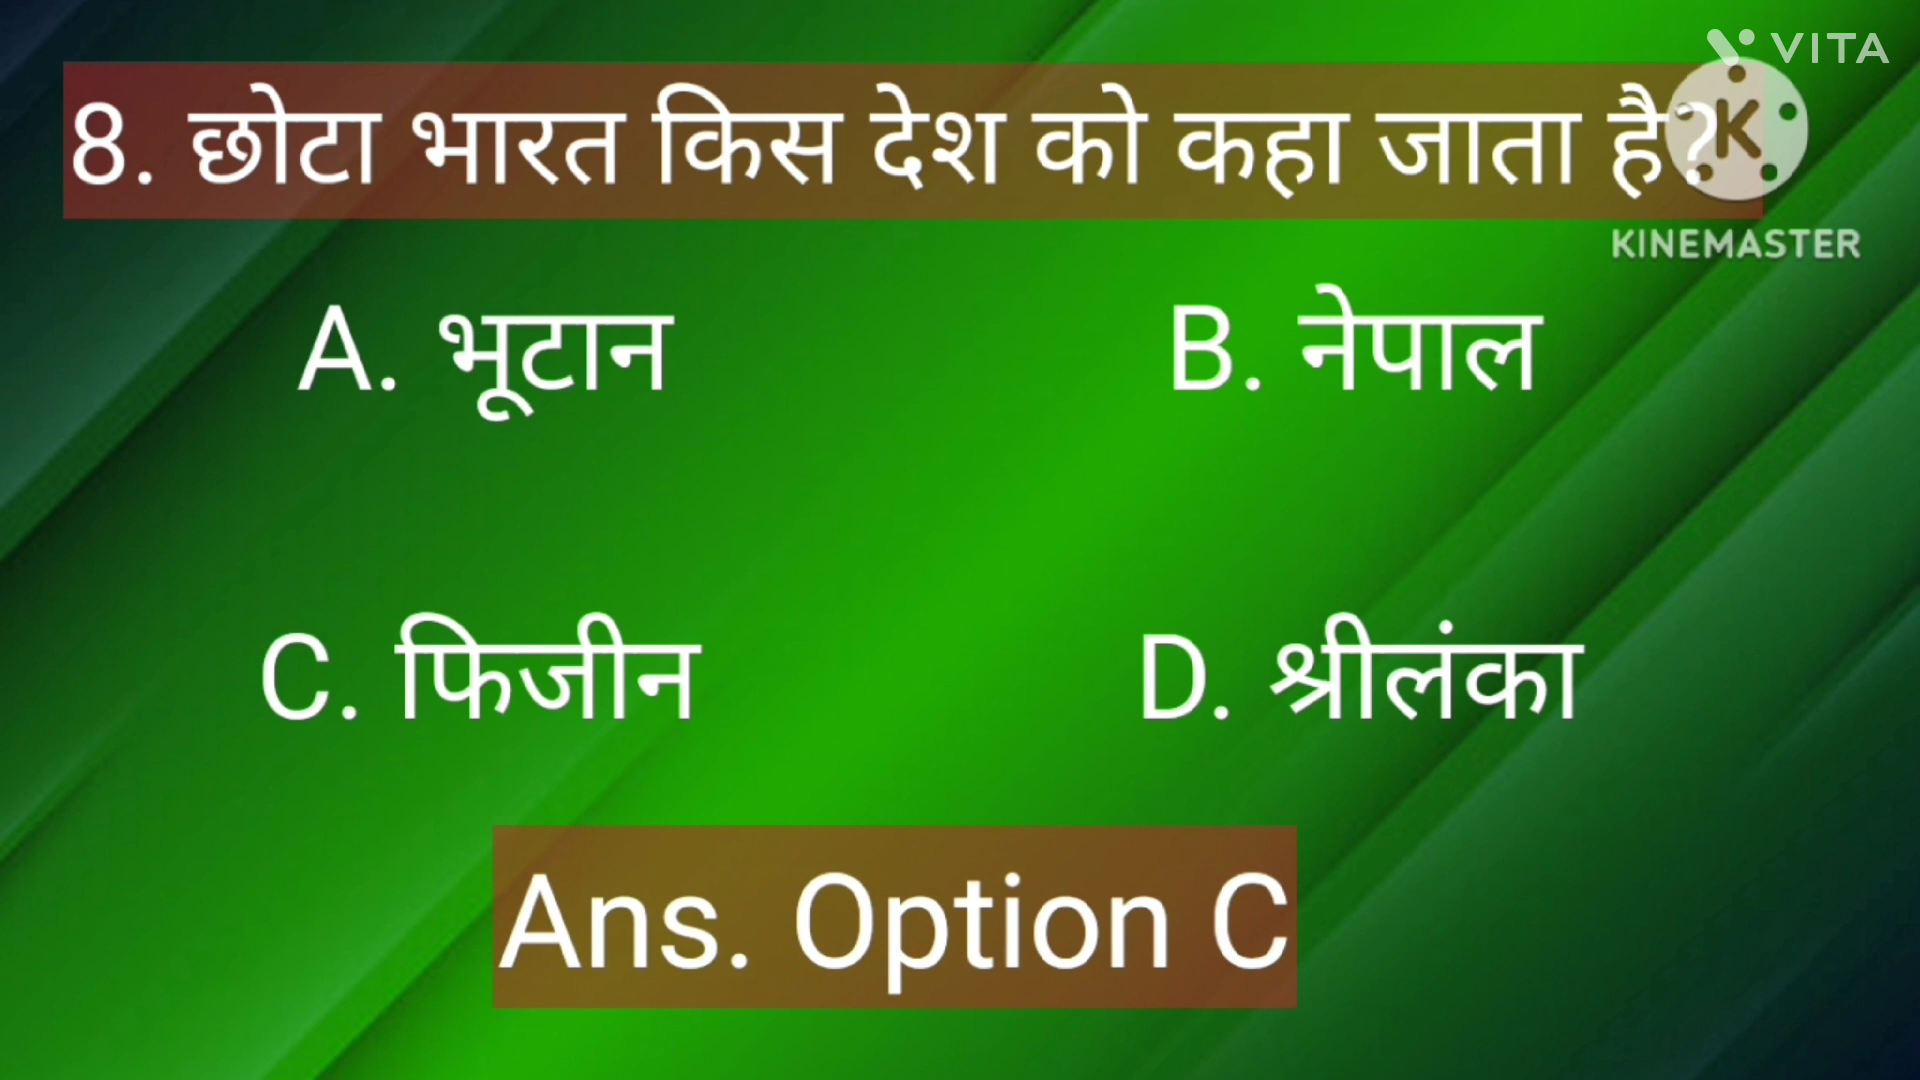 VITA
8. छोटा भारत किस देश को कहा जाता है?
K
KINEMASTER
A. भूटान
B. नेपाल
C. फिजीन
D. श्रीलंका
Ans. Option C